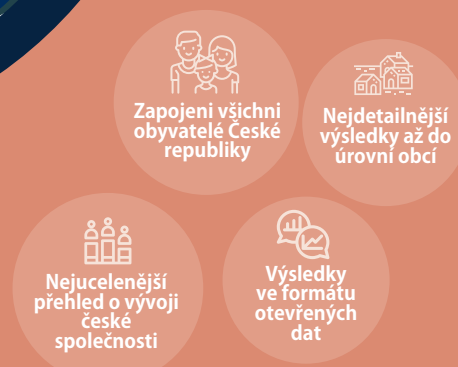 Zapojeni všichni
obyvatelé České
republiky
Nejdetailnější
výsledky až do
úrovní obcí
Nejucelenější
přehled o vývoji
české
společnosti
Výsledky
ve formátu
otevřených
dat